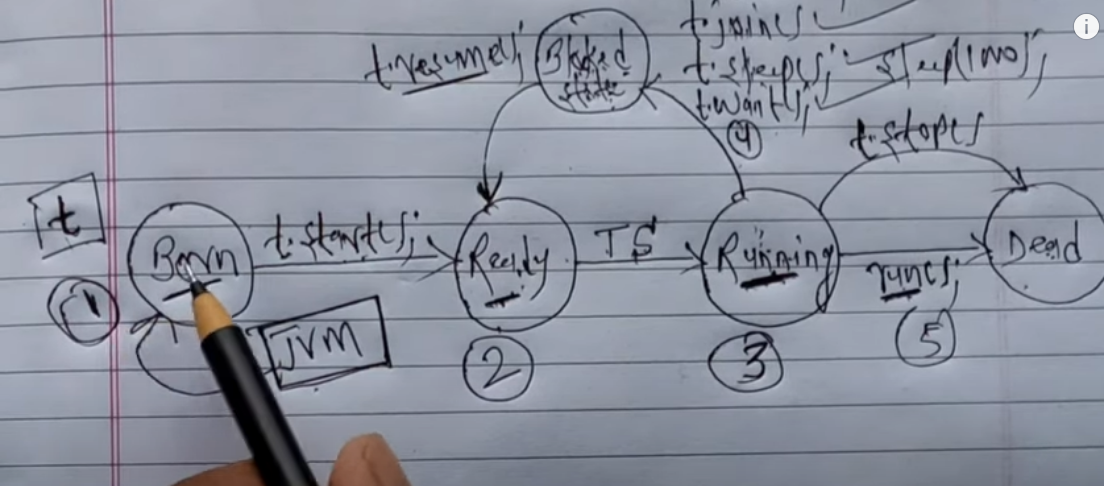 t.resume();
Blocked
state
t.join()
t.sleep(); sleep(1000);
t.wait();
4
t.stop()
t
Born
t.start();
Ready
TS
Running
Dead
run();
1
JVM
2
3
5